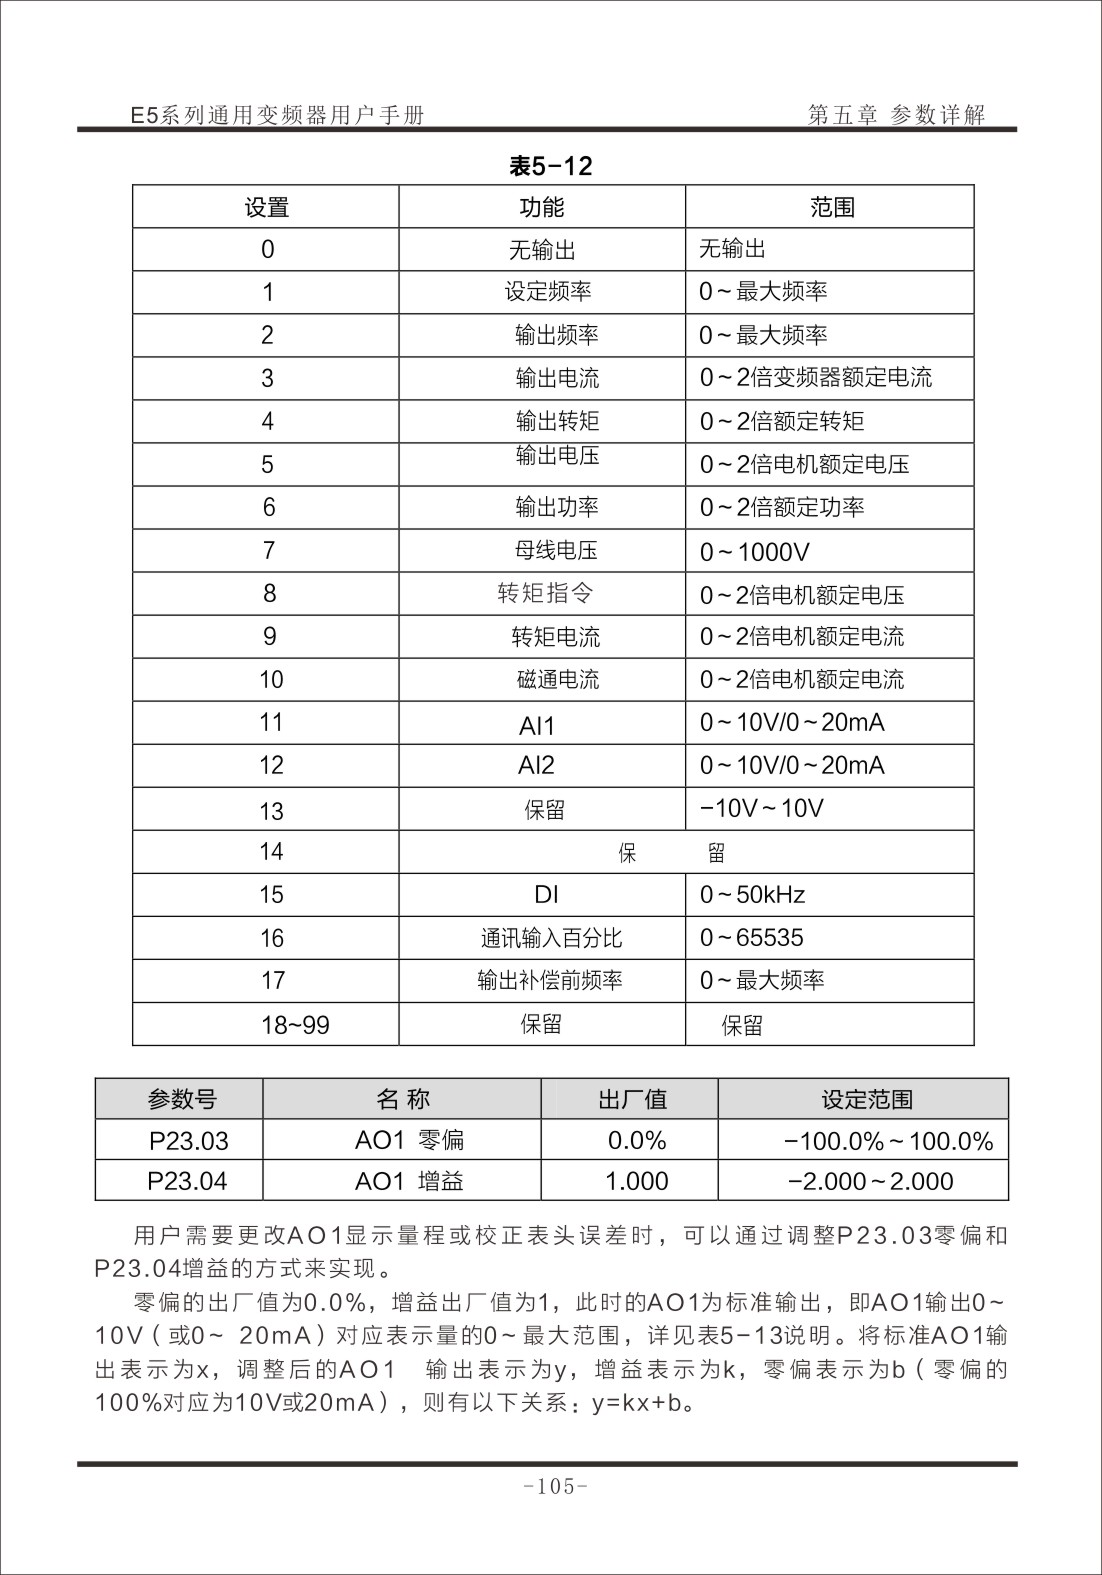 E5系列通用变频器用户手册 第五章 参数详解
表5-12
设置 功能 范围
0 无输出 无输出
1 设定频率 0~最大频率
2 输出频率 0~最大频率
3 输出电流 0~2倍变频器额定电流
4 输出转矩 0~2倍额定转矩
5 输出电压 0~2倍电机额定电压
6 输出功率 0~2倍额定功率
7 母线电压 0~1000V
8 转矩指令 0~2倍电机额定电压
9 转矩电流 0~2倍电机额定电流
10 磁通电流 0~2倍电机额定电流
11 AI1 0~10V/0~20mA
12 AI2 0~10V/0~20mA
13 保留 -10V~10V
14 保 留
15 DI 0~50kHz
16 通讯输入百分比 0~65535
17 输出补偿前频率 0~最大频率
18~99 保留 保留
参数号 名 称 出厂值 设定范围
P23.03 AO1 零偏 0.0% -100.0%~100.0%
P23.04 AO1 增益 1.000 -2.000~2.000
用户需要更改AO1显示量程或校正表头误差时，可以通过调整P23.03零偏和
P23.04增益的方式来实现。
零偏的出厂值为0.0%，增益出厂值为1，此时的AO1为标准输出，即AO1输出0~
10V（或0~ 20mA）对应表示量的0~最大范围，详见表5-13说明。将标准AO1输
出表示为x，调整后的AO1 输出表示为y，增益表示为k，零偏表示为b（零偏的
100%对应为10V或20mA），则有以下关系：y=kx+b。
-105-